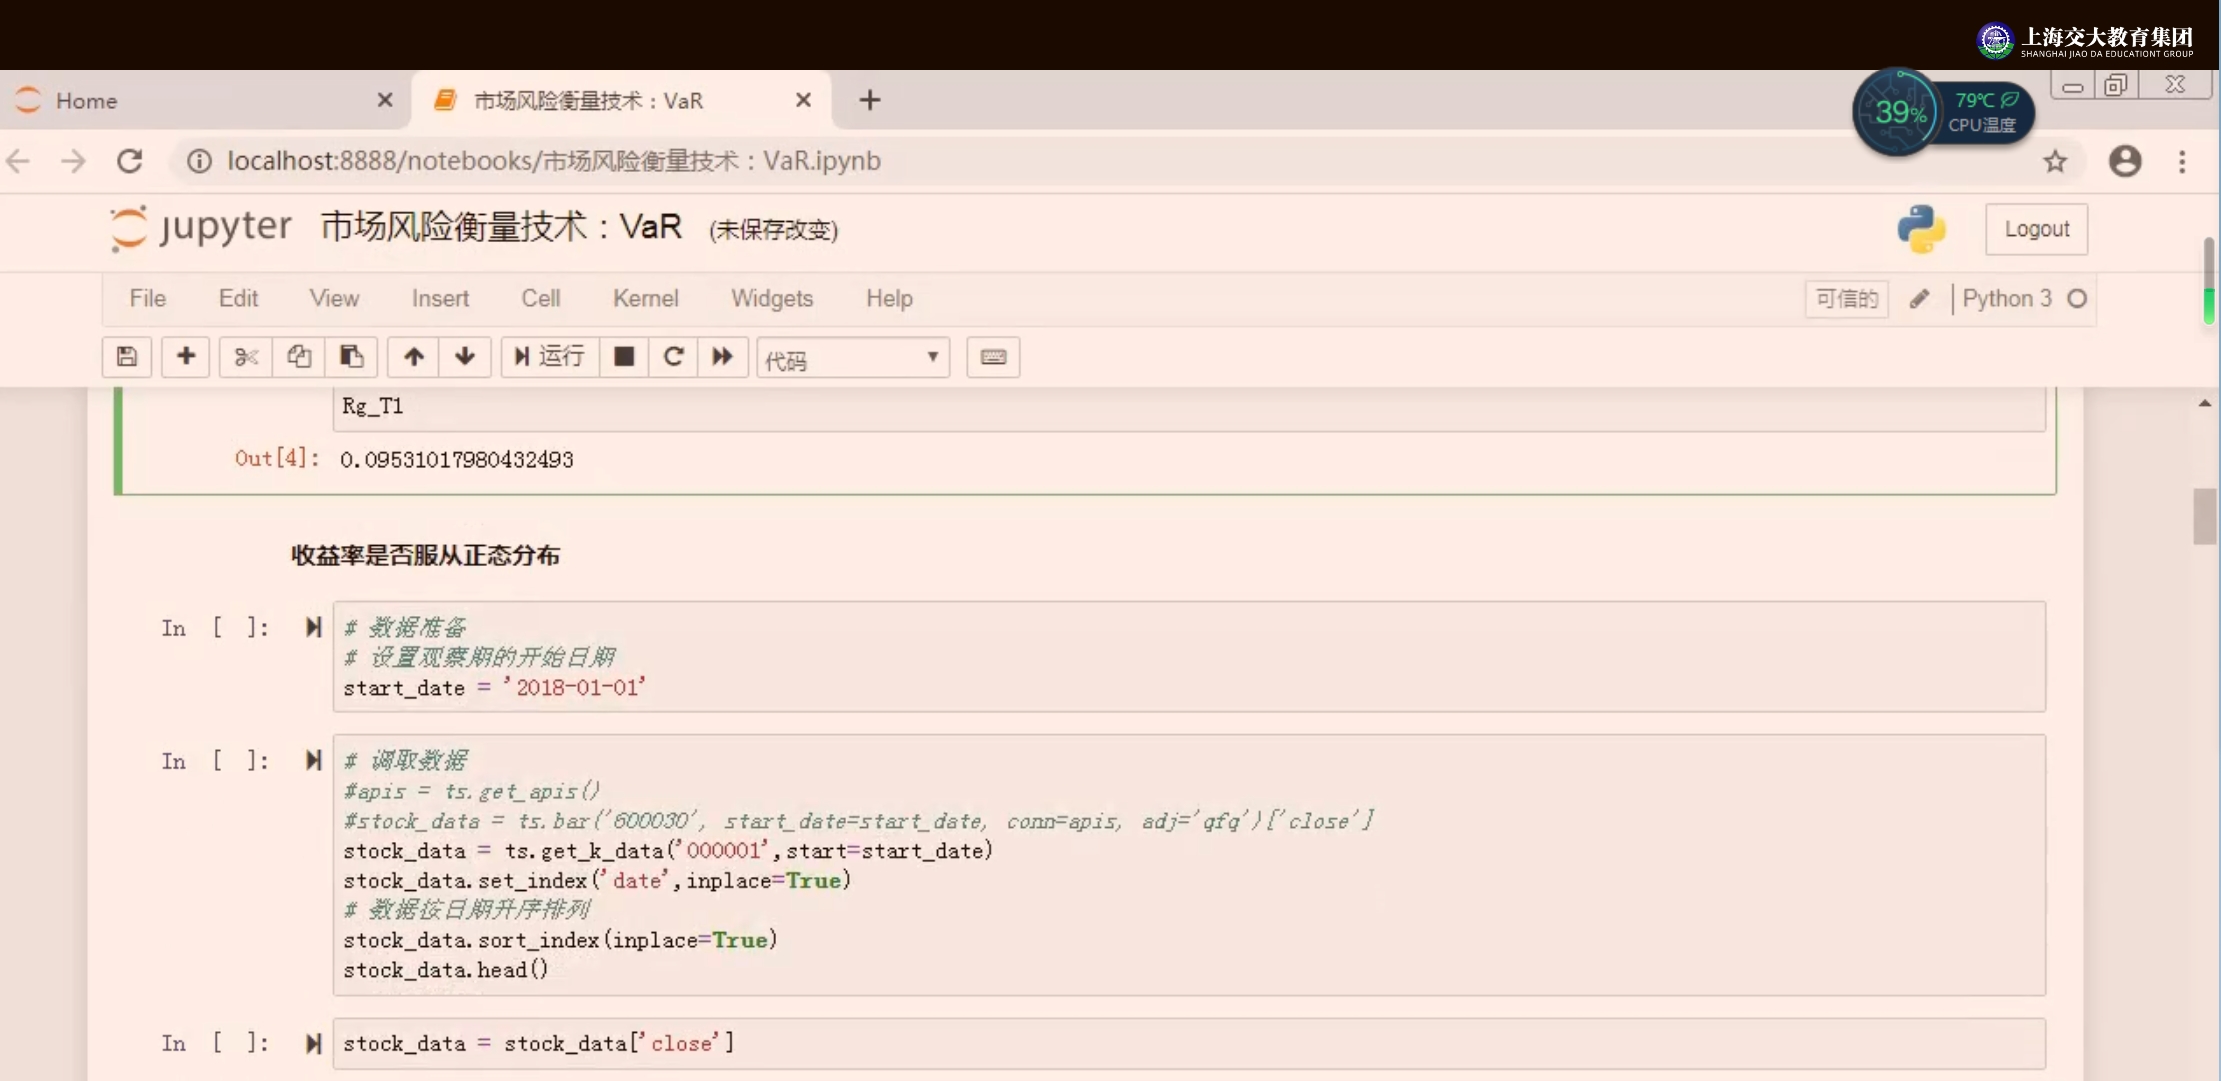 上海交大教育集团
SHANGHAI JIAO DA EDUCATIONT GROUP
Home
市场风险衡量技术：VaR
39%
79℃
CPU温度
localhost:8888/notebooks/市场风险衡量技术：VaR.ipynb
jupyter 市场风险衡量技术：VaR (未保存改变)
Logout
File Edit View Insert Cell Kernel Widgets Help
可信的 Python 3
运行 代码
Rg_T1
Out[4]: 0.09531017980432493
收益率是否服从正态分布
In [ ]: # 数据准备
# 设置观察期的开始日期
start_date = '2018-01-01'
In [ ]: # 调取数据
#apis = ts.get_apis()
#stock_data = ts.bar('600030', start_date=start_date, conn=apis, adj='qfq')['close']
stock_data = ts.get_k_data('000001',start=start_date)
stock_data.set_index('date',inplace=True)
# 数据按日期升序排列
stock_data.sort_index(inplace=True)
stock_data.head()
In [ ]: stock_data = stock_data['close']